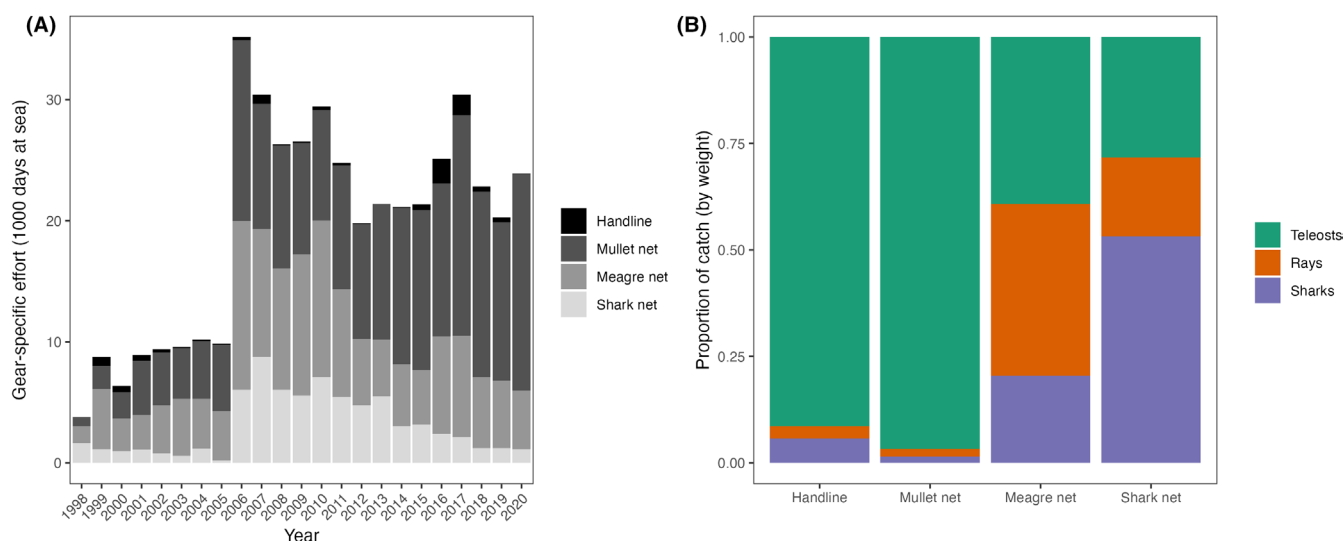 (A)
Gear-specific effort (1000 days at sea)
30
20
10
0
1998
1999
2000
2001
2002
2003
2004
2005
2006
2007
2008
2009
2010
2011
2012
2013
2014
2015
2016
2017
2018
2019
2020
Year
Handline
Mullet net
Meagre net
Shark net
(B)
Proportion of catch (by weight)
1.00
0.75
0.50
0.25
0.00
Handline
Mullet net
Meagre net
Shark net
Teleosts
Rays
Sharks